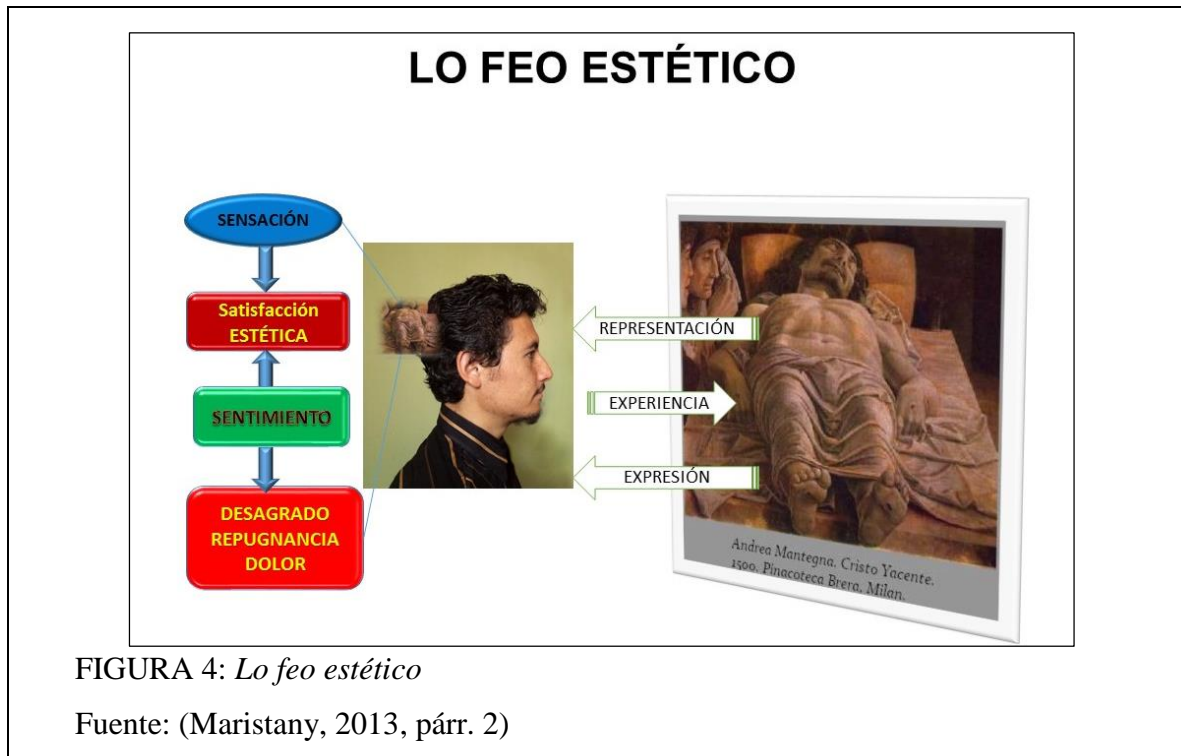 LO FEO ESTÉTICO
SENSACIÓN
Satisfacción
ESTÉTICA
SENTIMIENTO
DESAGRADO
REPUGNANCIA
DOLOR
REPRESENTACIÓN
EXPERIENCIA
EXPRESIÓN
Andrea Mantegna. Cristo Yacente.
1500. Pinacoteca Brera, Milan.
FIGURA 4: Lo feo estético
Fuente: (Maristany, 2013, párr. 2)